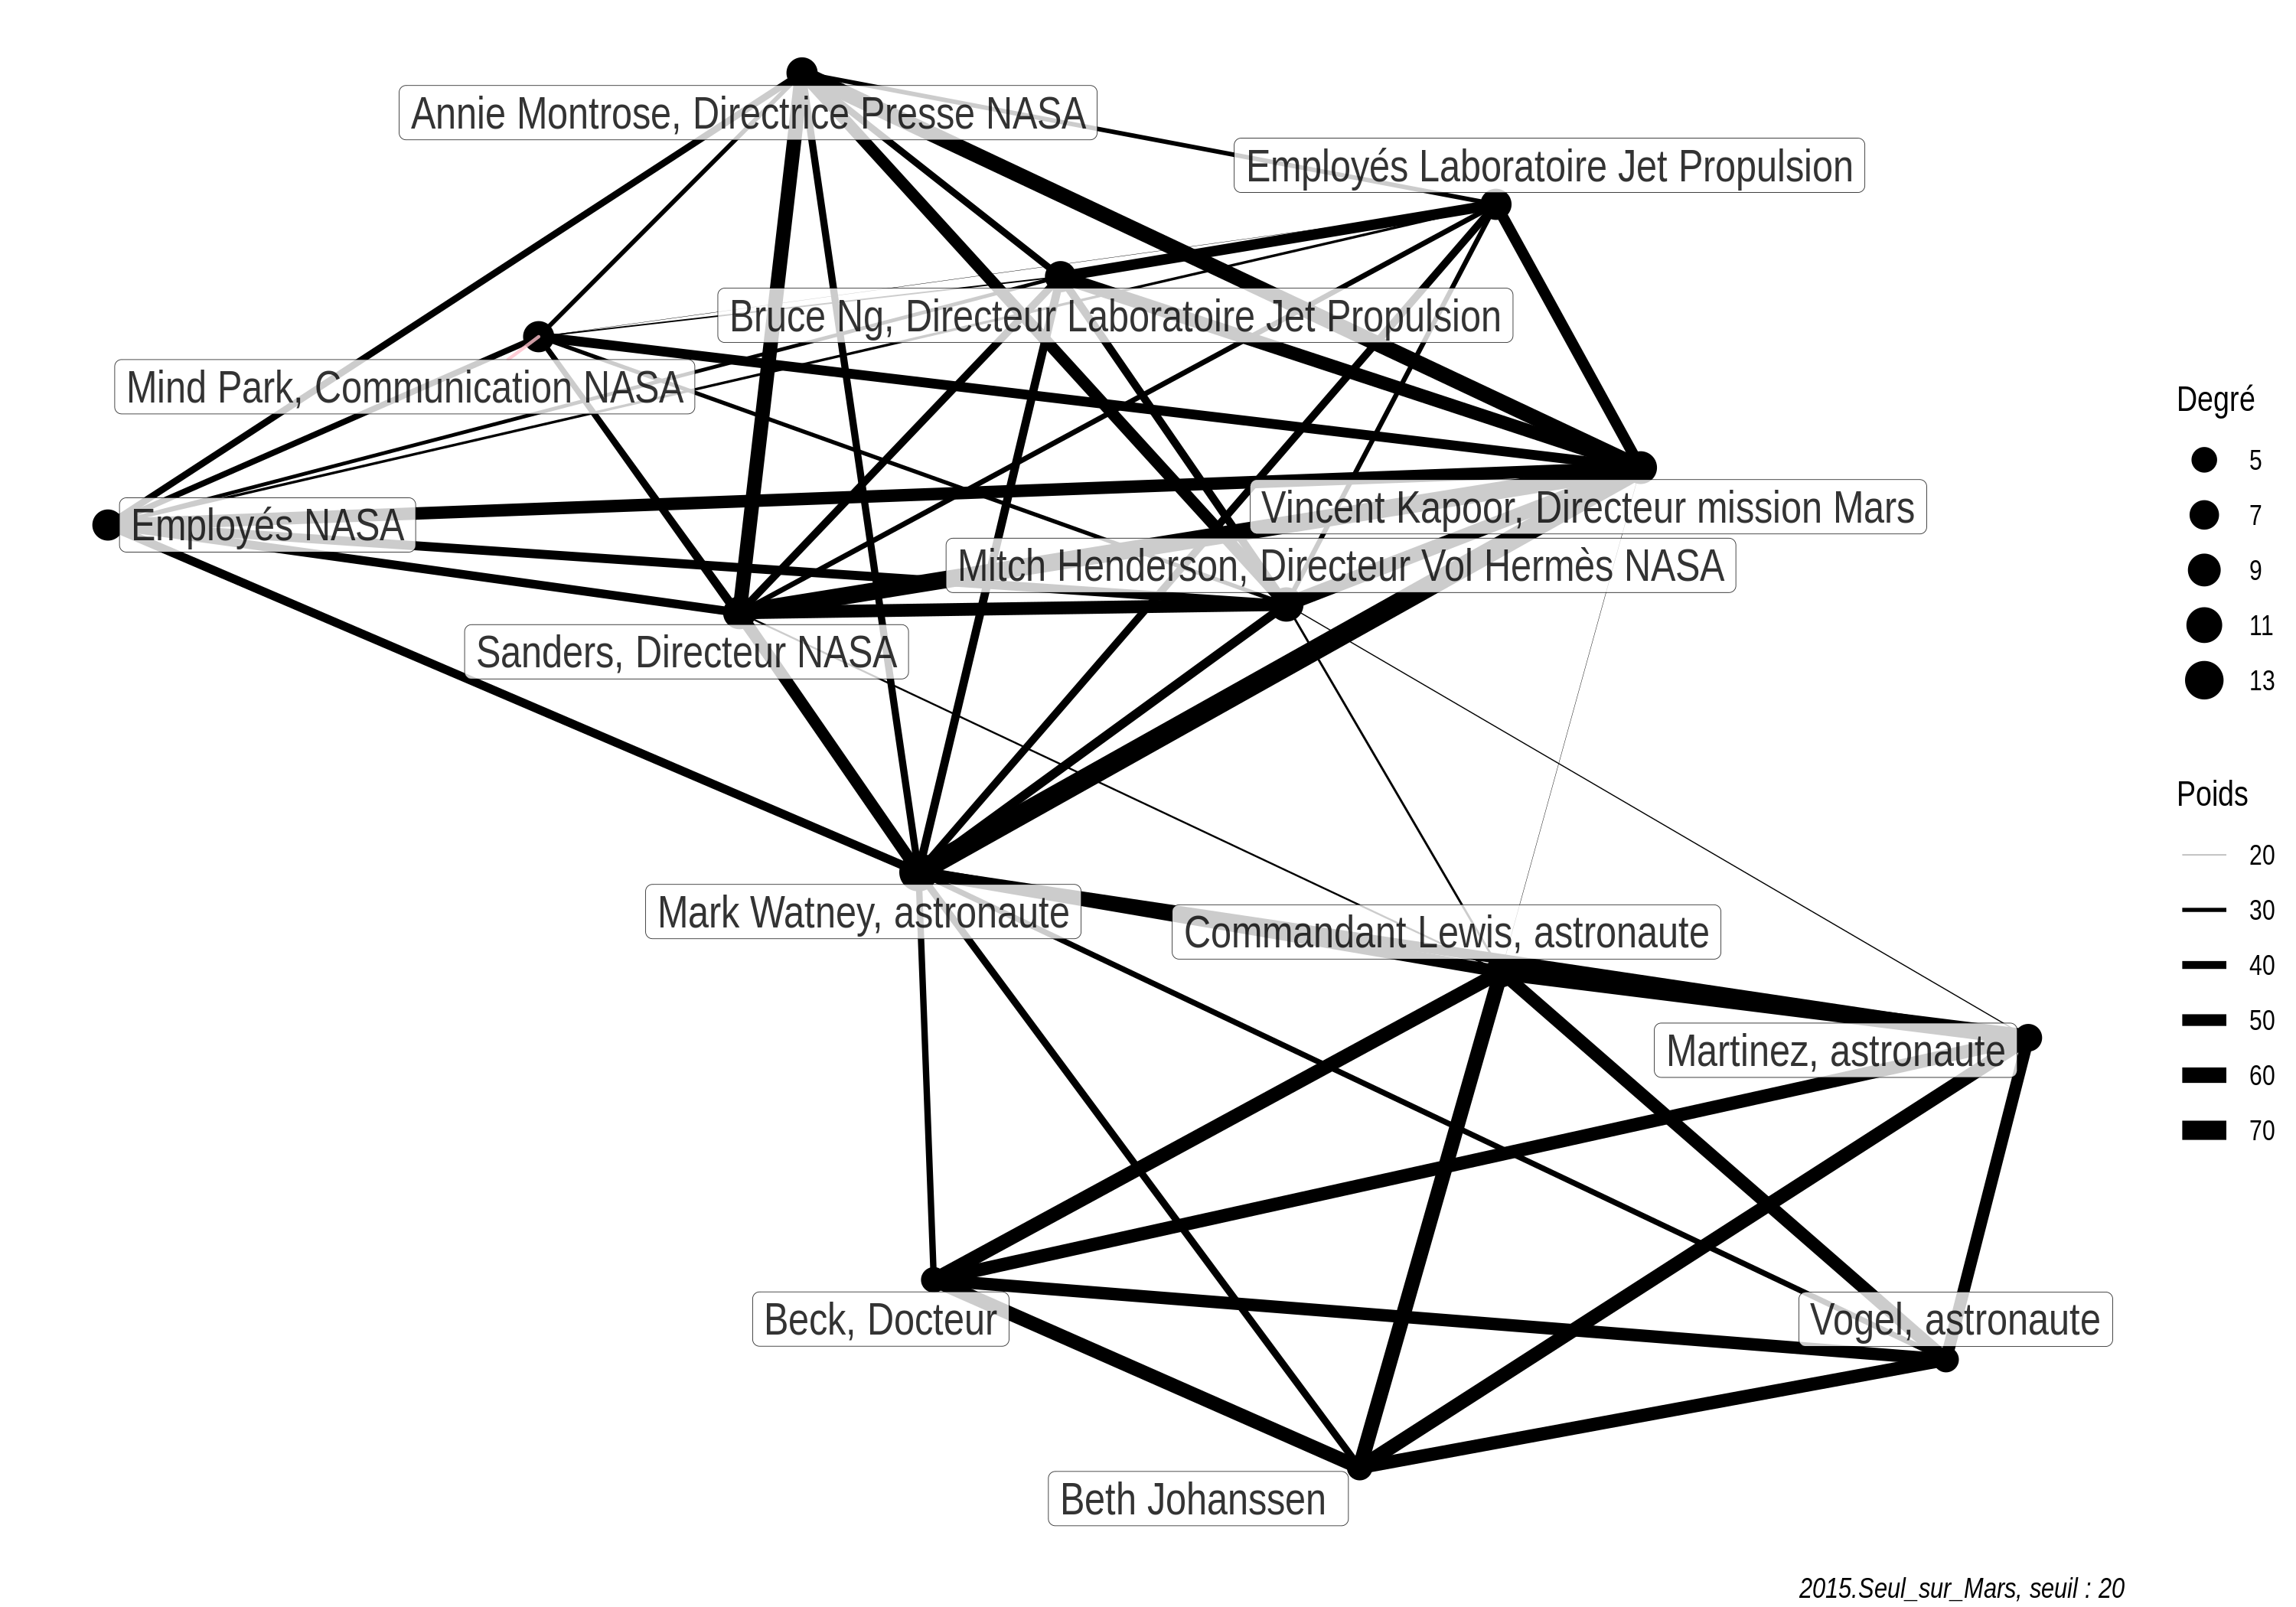 Annie Montrose, Directrice Presse NASA
Employés Laboratoire Jet Propulsion
Bruce Ng, Directeur Laboratoire Jet Propulsion
Mind Park, Communication NASA
Employés NASA
Vincent Kapoor, Directeur mission Mars
Mitch Henderson, Directeur Vol Hermès NASA
Sanders, Directeur NASA
Mark Watney, astronaute
Commandant Lewis, astronaute
Martinez, astronaute
Beck, Docteur
Vogel, astronaute
Beth Johanssen
Degré
5
7
9
11
13
Poids
20
30
40
50
60
70
2015.Seul_sur_Mars, seuil : 20